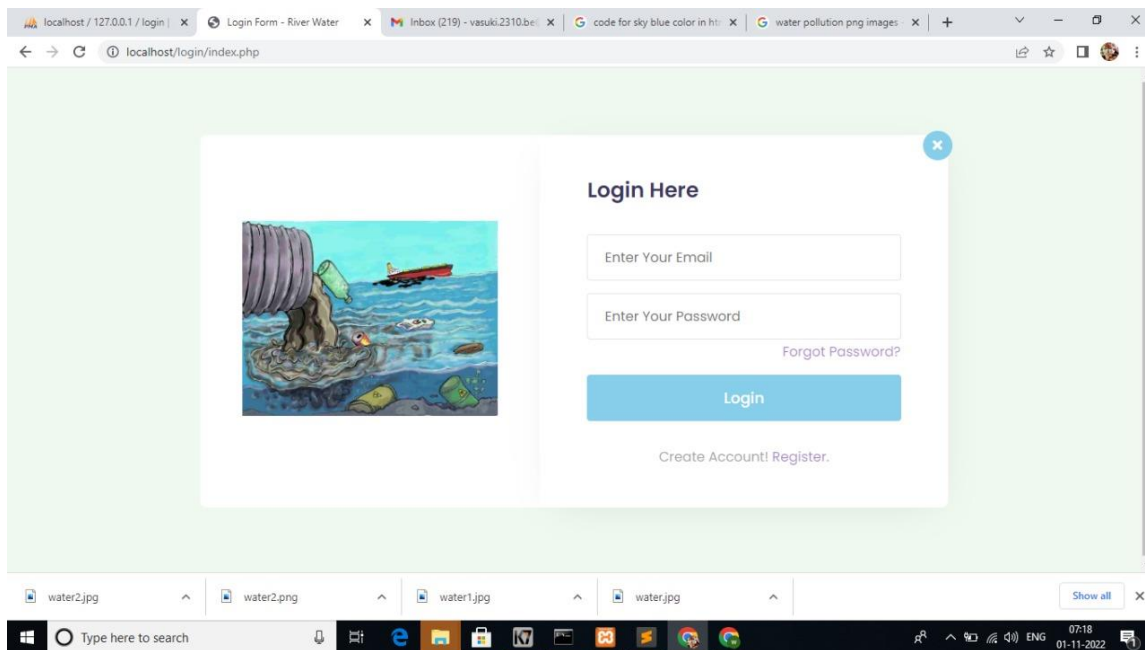 localhost / 127.0.0.1 / login |
Login Form - River Water
Inbox (219) - vasuki.2310.be
code for sky blue color in ht
water pollution png images -
localhost/login/index.php
Login Here
Enter Your Email
Enter Your Password
Forgot Password?
Login
Create Account! Register.
water2.jpg
water2.png
water1.jpg
water.jpg
Show all
Type here to search
ENG
07:18
01-11-2022